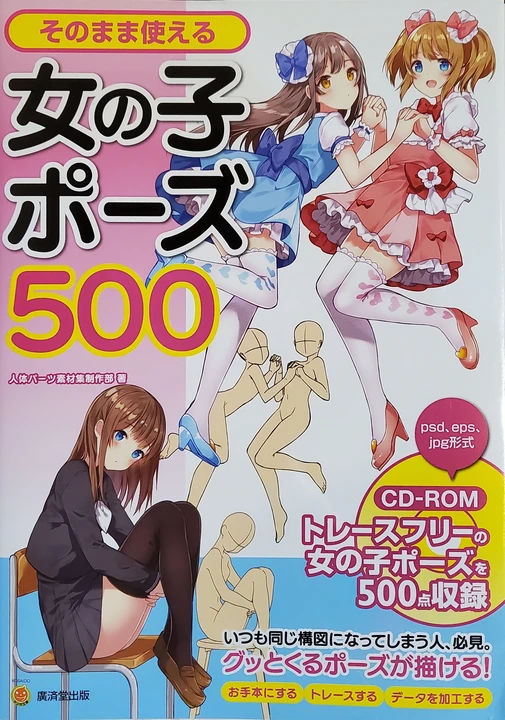 そのまま使える
女の子
ポーズ
500
人体パーツ素材集制作部 著
psd、eps、
jpg形式
CD-ROM
トレースフリーの
女の子ポーズを
500点収録
いつも同じ構図になってしまう人、必見。
グッとくるポーズが描ける!
お手本にする
トレースする
データを加工する
KOSAIDO
廣済堂出版